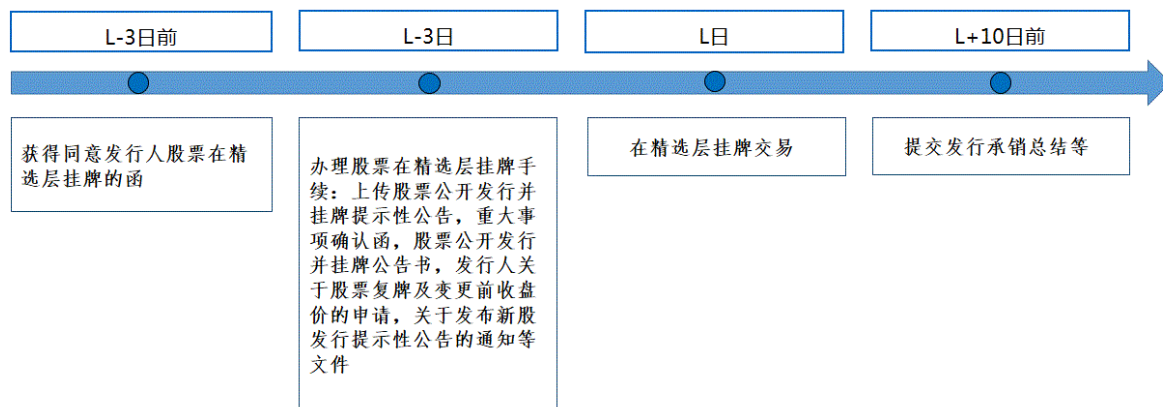 L-3日前
L-3日
L日
L+10日前
获得同意发行人股票在精
选层挂牌的函
办理股票在精选层挂牌手
续：上传股票公开发行并
挂牌提示性公告，重大事
项确认函，股票公开发行
并挂牌公告书，发行人关
于股票复牌及变更前收盘
价的申请，关于发布新股
发行提示性公告的通知等
文件
在精选层挂牌交易
提交发行承销总结等